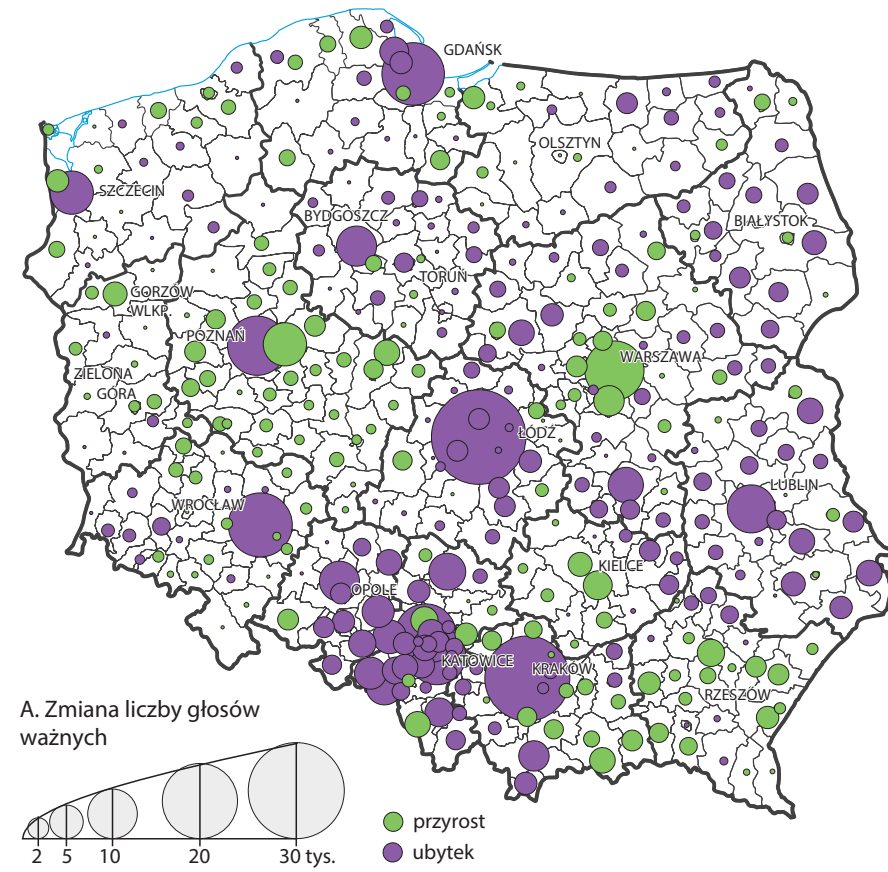 GDAŃSK
OLSZTYN
SZCZECIN
BYDGOSZCZ
BIAŁYSTOK
TORUŃ
GORZÓW
WLKP.
POZNAŃ
WARSZAWA
ZIELONA
GÓRA
ŁÓDŹ
WROCŁAW
LUBLIN
KIELCE
OPOLE
KATOWICE
KRAKÓW
RZESZÓW
A. Zmiana liczby głosów
ważnych
2 5 10 20 30 tys.
przyrost
ubytek